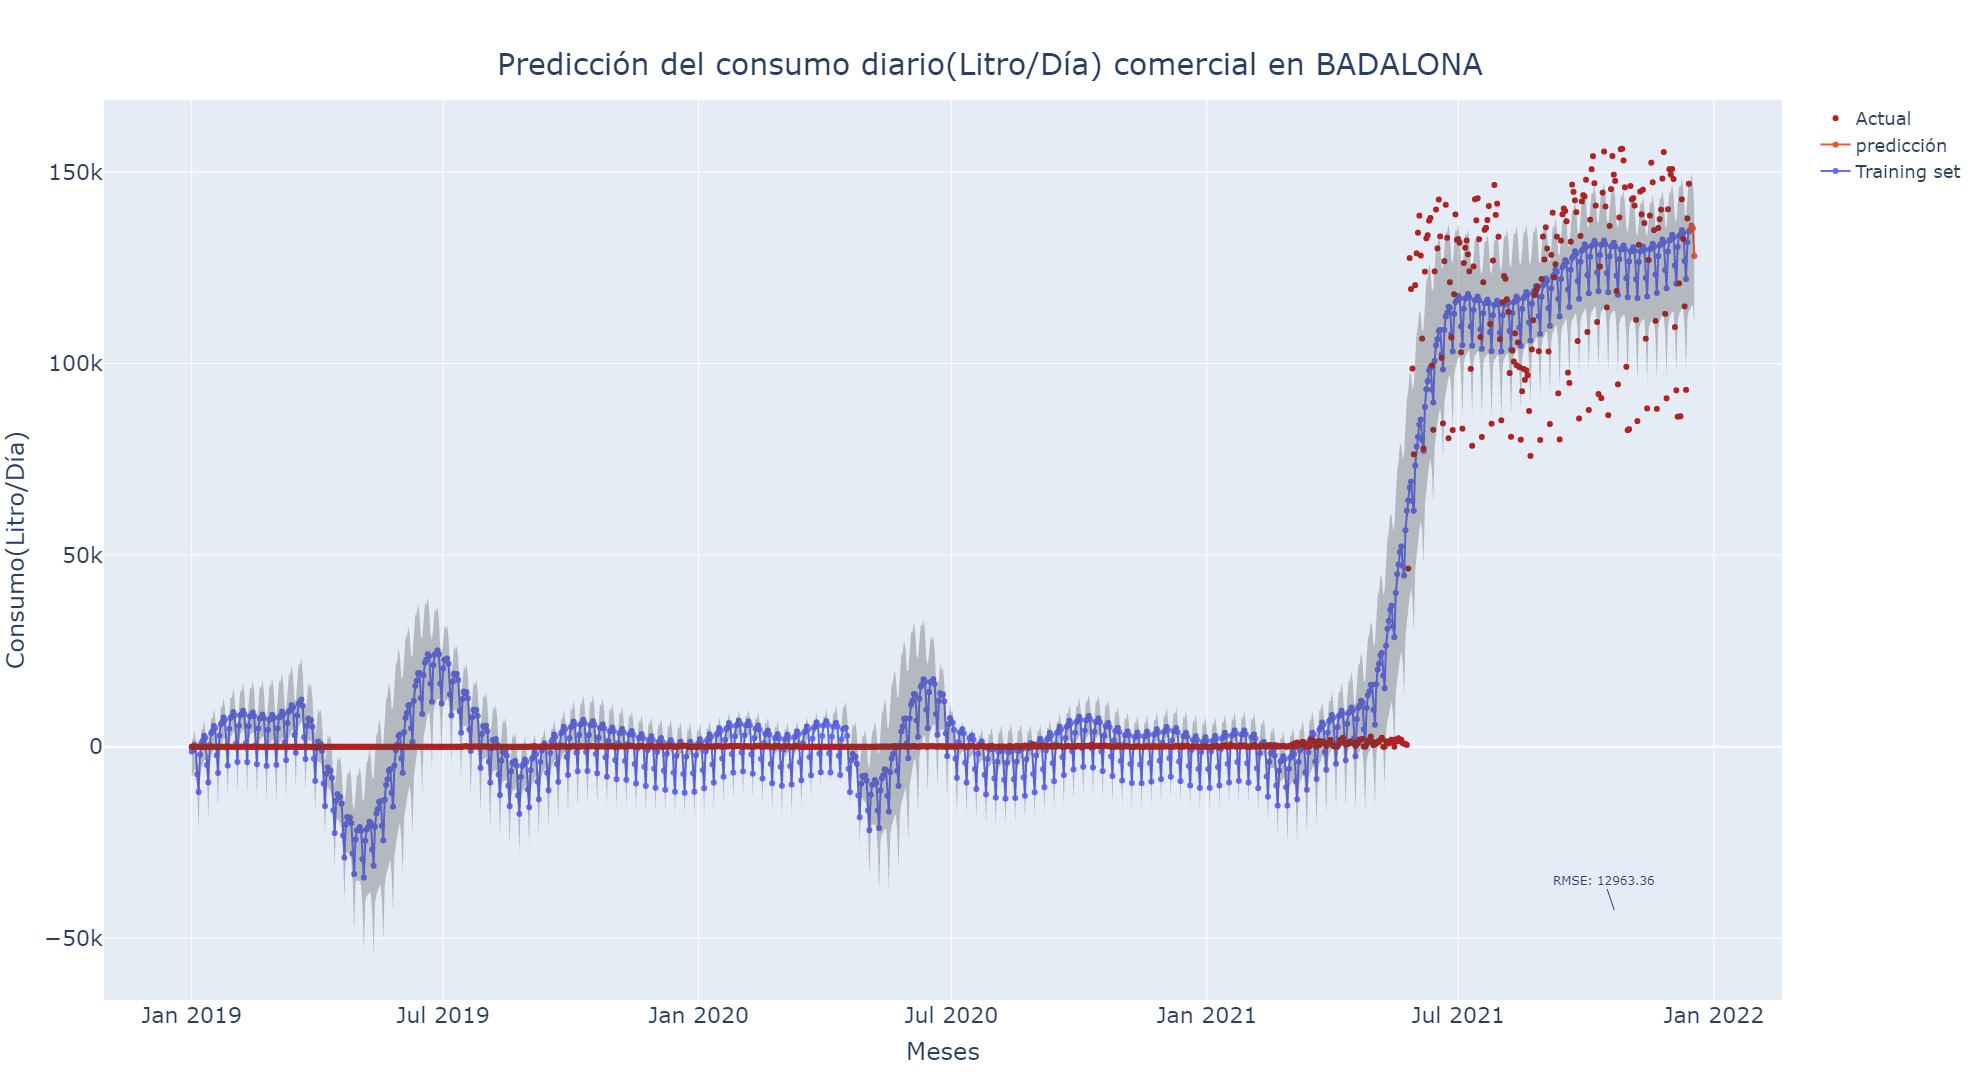 Predicción del consumo diario(Litro/Día) comercial en BADALONA
Actual
predicción
Training set
150k
100k
50k
0
−50k
Consumo(Litro/Día)
RMSE: 12963.36
Jan 2019
Jul 2019
Jan 2020
Jul 2020
Jan 2021
Jul 2021
Jan 2022
Meses